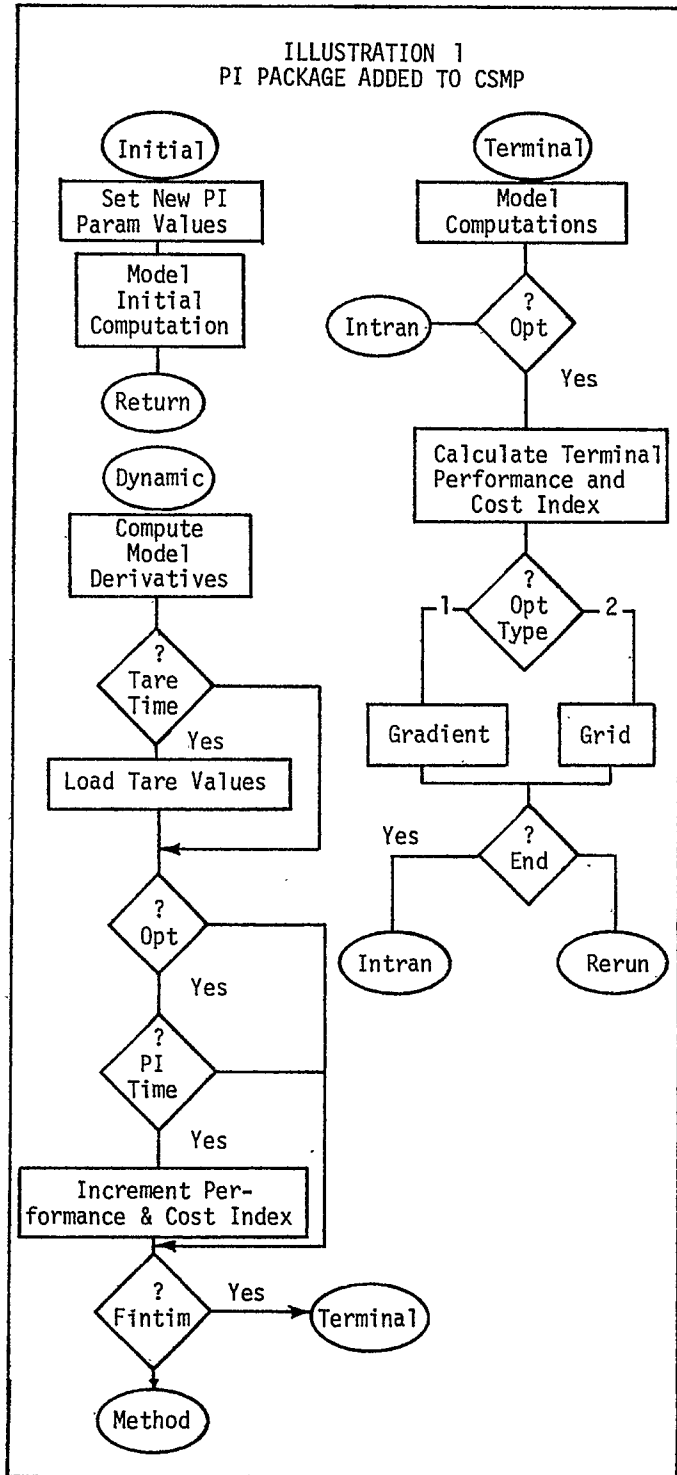 ILLUSTRATION 1
PI PACKAGE ADDED TO CSMP
Initial
Set New PI
Param Values
Model
Initial
Computation
Return
Dynamic
Compute
Model
Derivatives
?
Tare
Time
Yes
Load Tare Values
?
Opt
Yes
?
PI
Time
Yes
Increment Per-
formance & Cost Index
?
Fintim
Yes
Terminal
Method
Terminal
Model
Computations
?
Opt
Intran
Yes
Calculate Terminal
Performance and
Cost Index
?
Opt
Type
1
2
Gradient
Grid
?
End
Yes
Intran
Rerun